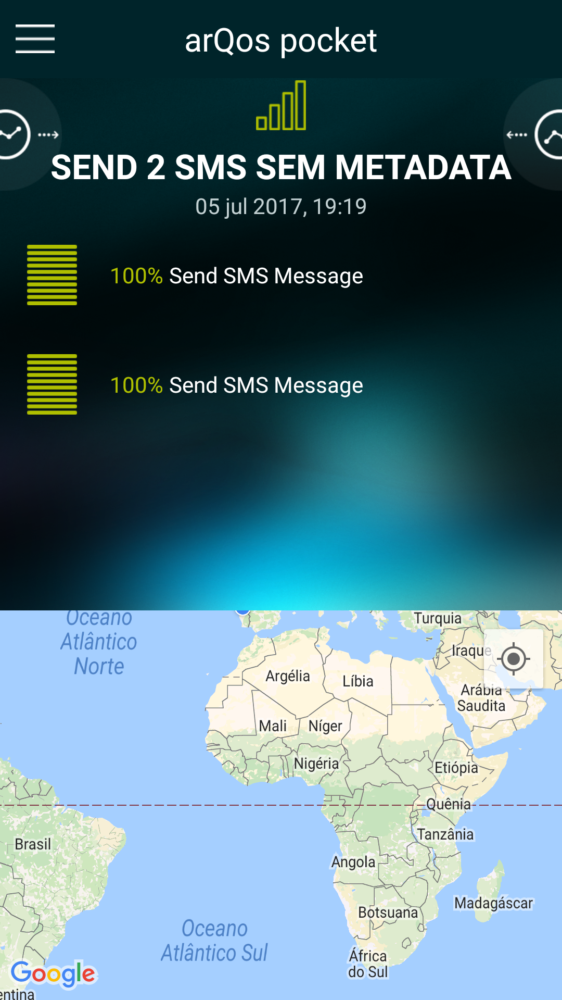 arQos pocket
SEND 2 SMS SEM METADATA
05 jul 2017, 19:19
100% Send SMS Message
100% Send SMS Message
Oceano
Atlântico
Norte
Turquia
Iraque
Argélia
Líbia
Arábia
Saudita
Mali
Níger
Nigéria
Etiópia
Quênia
Tanzânia
Brasil
Angola
Madagáscar
Botsuana
Oceano
Atlântico Sul
África
do Sul
Google
entina